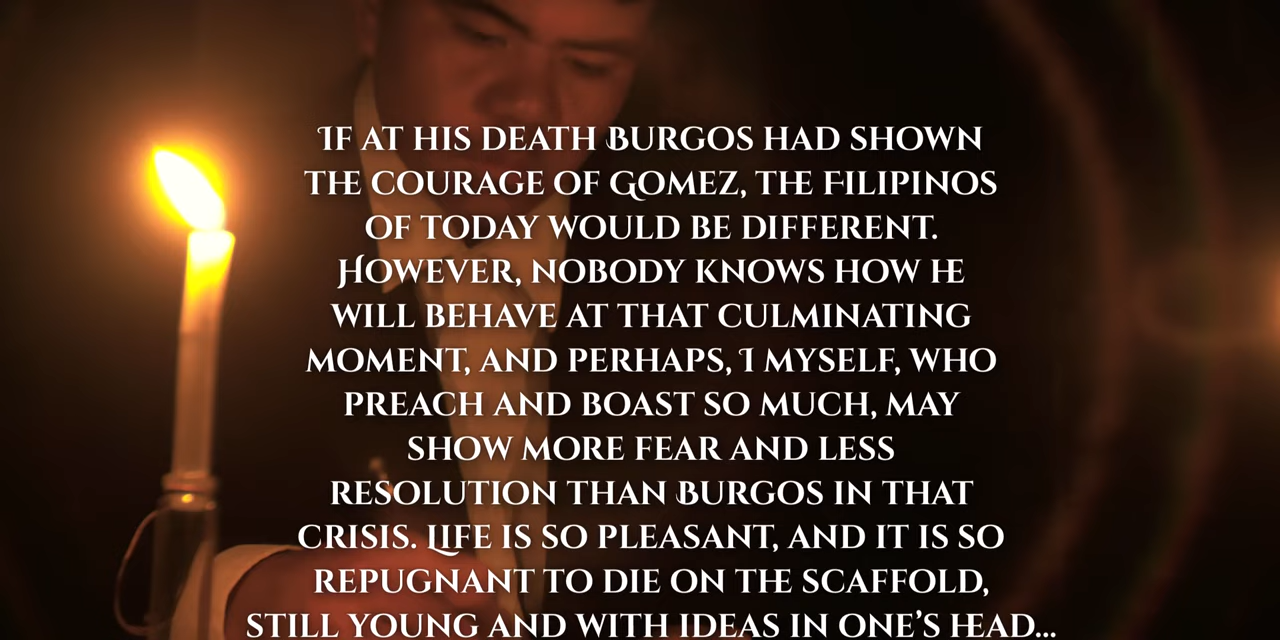 If at his death Burgos had shown
the courage of Gomez, the Filipinos
of today would be different.
However, nobody knows how he
will behave at that culminating
moment, and perhaps, I myself, who
preach and boast so much, may
show more fear and less
resolution than Burgos in that
crisis. Life is so pleasant, and it is so
repugnant to die on the scaffold,
still young and with ideas in one’s head...